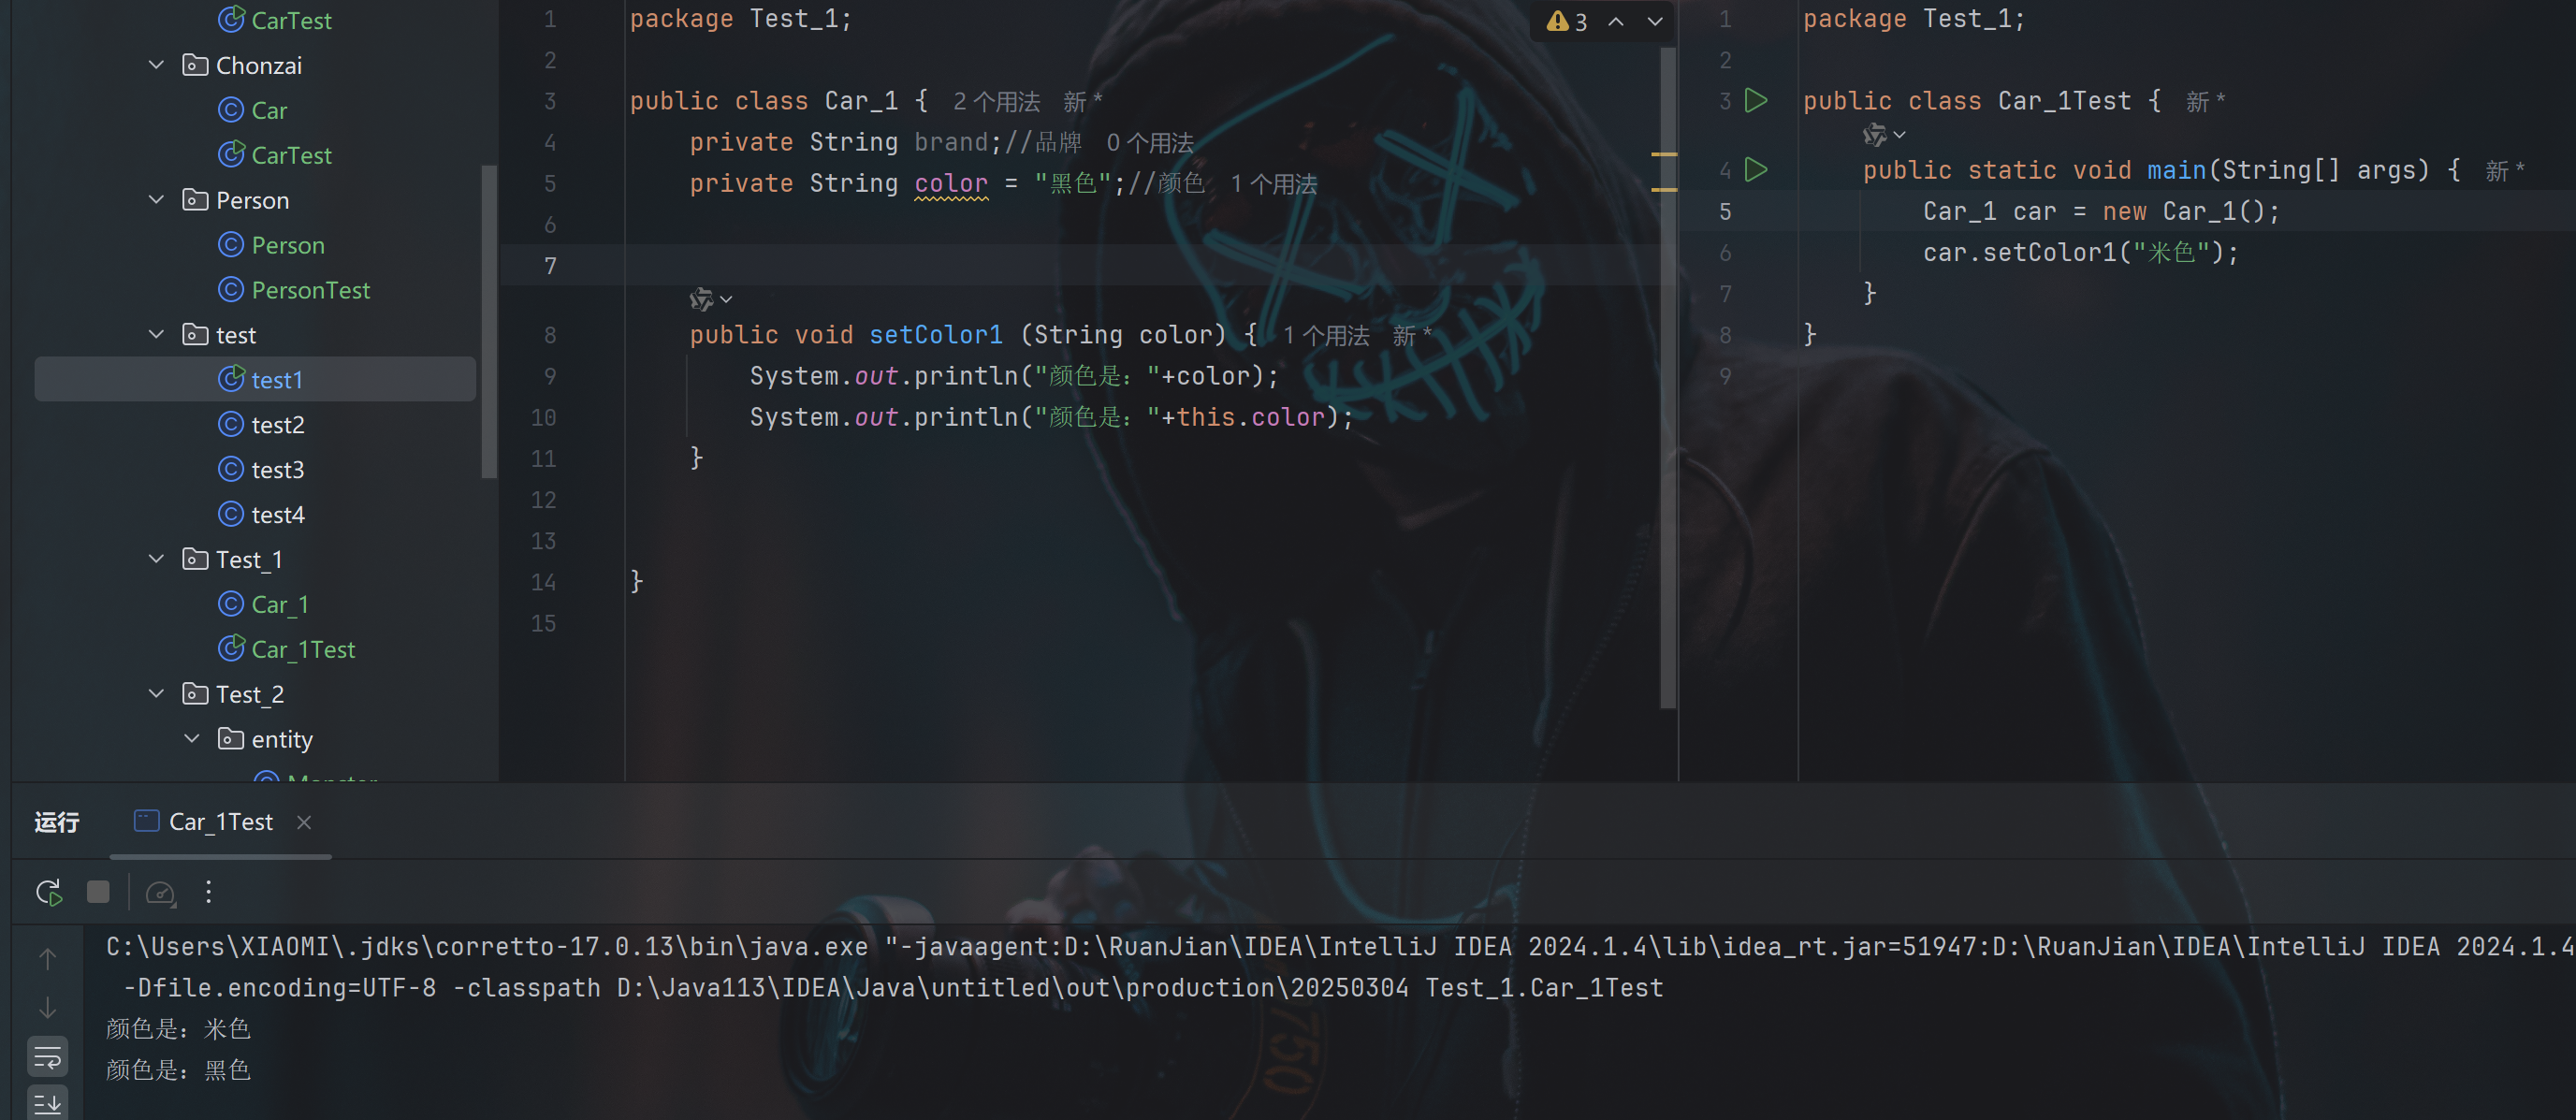 CarTest
Chonzai
Car
CarTest
Person
Person
PersonTest
test
test1
test2
test3
test4
Test_1
Car_1
Car_1Test
Test_2
entity
1 package Test_1;
2
3 public class Car_1 { 2 个用法 新 *
4 private String brand;//品牌 0 个用法
5 private String color = "黑色";//颜色 1 个用法
6
7
8 public void setColor1 (String color) { 1 个用法 新 *
9 System.out.println("颜色是："+color);
10 System.out.println("颜色是："+this.color);
11 }
12
13
14 }
15
3
1 package Test_1;
2
3 public class Car_1Test { 新 *
4 public static void main(String[] args) { 新 *
5 Car_1 car = new Car_1();
6 car.setColor1("米色");
7 }
8 }
9
运行 Car_1Test
C:\Users\XIAOMI\.jdks\corretto-17.0.13\bin\java.exe "-javaagent:D:\RuanJian\IDEA\IntelliJ IDEA 2024.1.4\lib\idea_rt.jar=51947:D:\RuanJian\IDEA\IntelliJ IDEA 2024.1.4
-Dfile.encoding=UTF-8 -classpath D:\Java113\IDEA\Java\untitled\out\production\20250304 Test_1.Car_1Test
颜色是：米色
颜色是：黑色
750